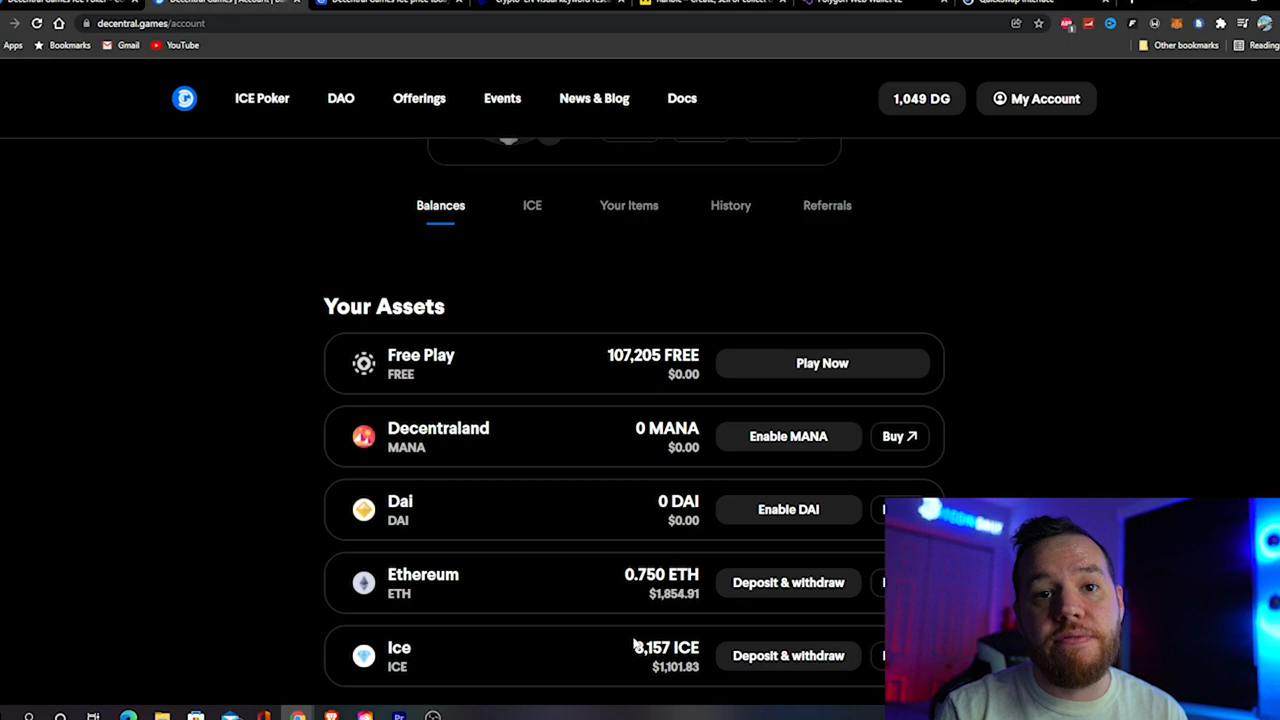 decentral.games/account
Apps Bookmarks Gmail YouTube Other bookmarks Reading
ICE Poker DAO Offerings Events News & Blog Docs 1,049 DG My Account
Balances ICE Your Items History Referrals
Your Assets
Free Play 107,205 FREE Play Now
FREE $0.00
Decentraland 0 MANA Enable MANA Buy
MANA $0.00
Dai 0 DAI Enable DAI
DAI $0.00
Ethereum 0.750 ETH Deposit & withdraw
ETH $1,854.91
Ice 8,157 ICE Deposit & withdraw
ICE $1,101.83